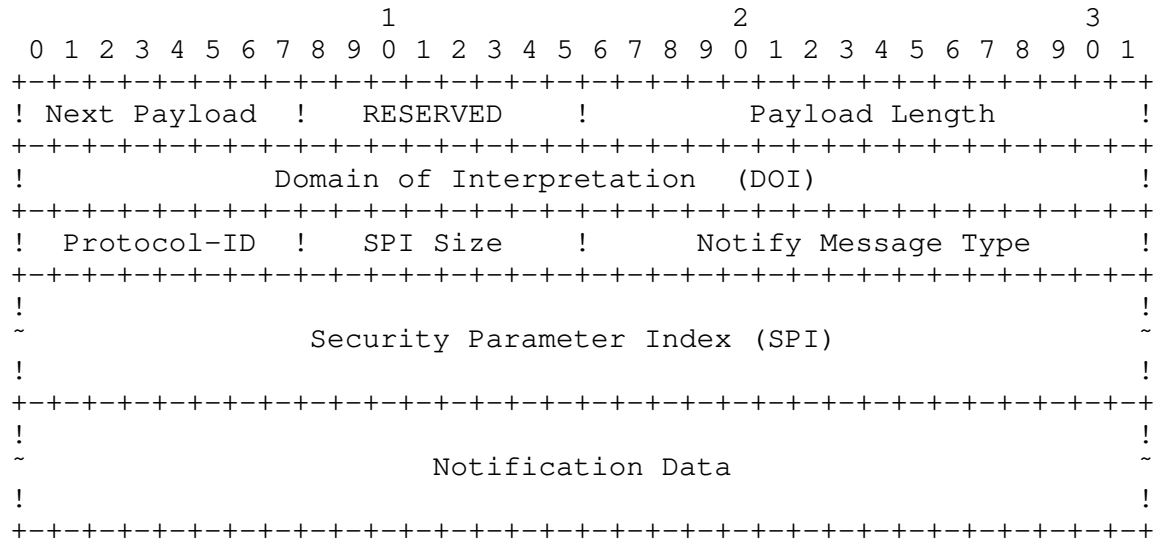 1                   2                   3
 0 1 2 3 4 5 6 7 8 9 0 1 2 3 4 5 6 7 8 9 0 1 2 3 4 5 6 7 8 9 0 1
+-+-+-+-+-+-+-+-+-+-+-+-+-+-+-+-+-+-+-+-+-+-+-+-+-+-+-+-+-+-+-+-+
! Next Payload  !   RESERVED    !         Payload Length        !
+-+-+-+-+-+-+-+-+-+-+-+-+-+-+-+-+-+-+-+-+-+-+-+-+-+-+-+-+-+-+-+-+
!              Domain of Interpretation  (DOI)                  !
+-+-+-+-+-+-+-+-+-+-+-+-+-+-+-+-+-+-+-+-+-+-+-+-+-+-+-+-+-+-+-+-+
!  Protocol-ID  !   SPI Size    !      Notify Message Type      !
+-+-+-+-+-+-+-+-+-+-+-+-+-+-+-+-+-+-+-+-+-+-+-+-+-+-+-+-+-+-+-+-+
!                                                               !
~                Security Parameter Index (SPI)                 ~
!                                                               !
+-+-+-+-+-+-+-+-+-+-+-+-+-+-+-+-+-+-+-+-+-+-+-+-+-+-+-+-+-+-+-+-+
!                                                               !
~                       Notification Data                       ~
!                                                               !
+-+-+-+-+-+-+-+-+-+-+-+-+-+-+-+-+-+-+-+-+-+-+-+-+-+-+-+-+-+-+-+-+